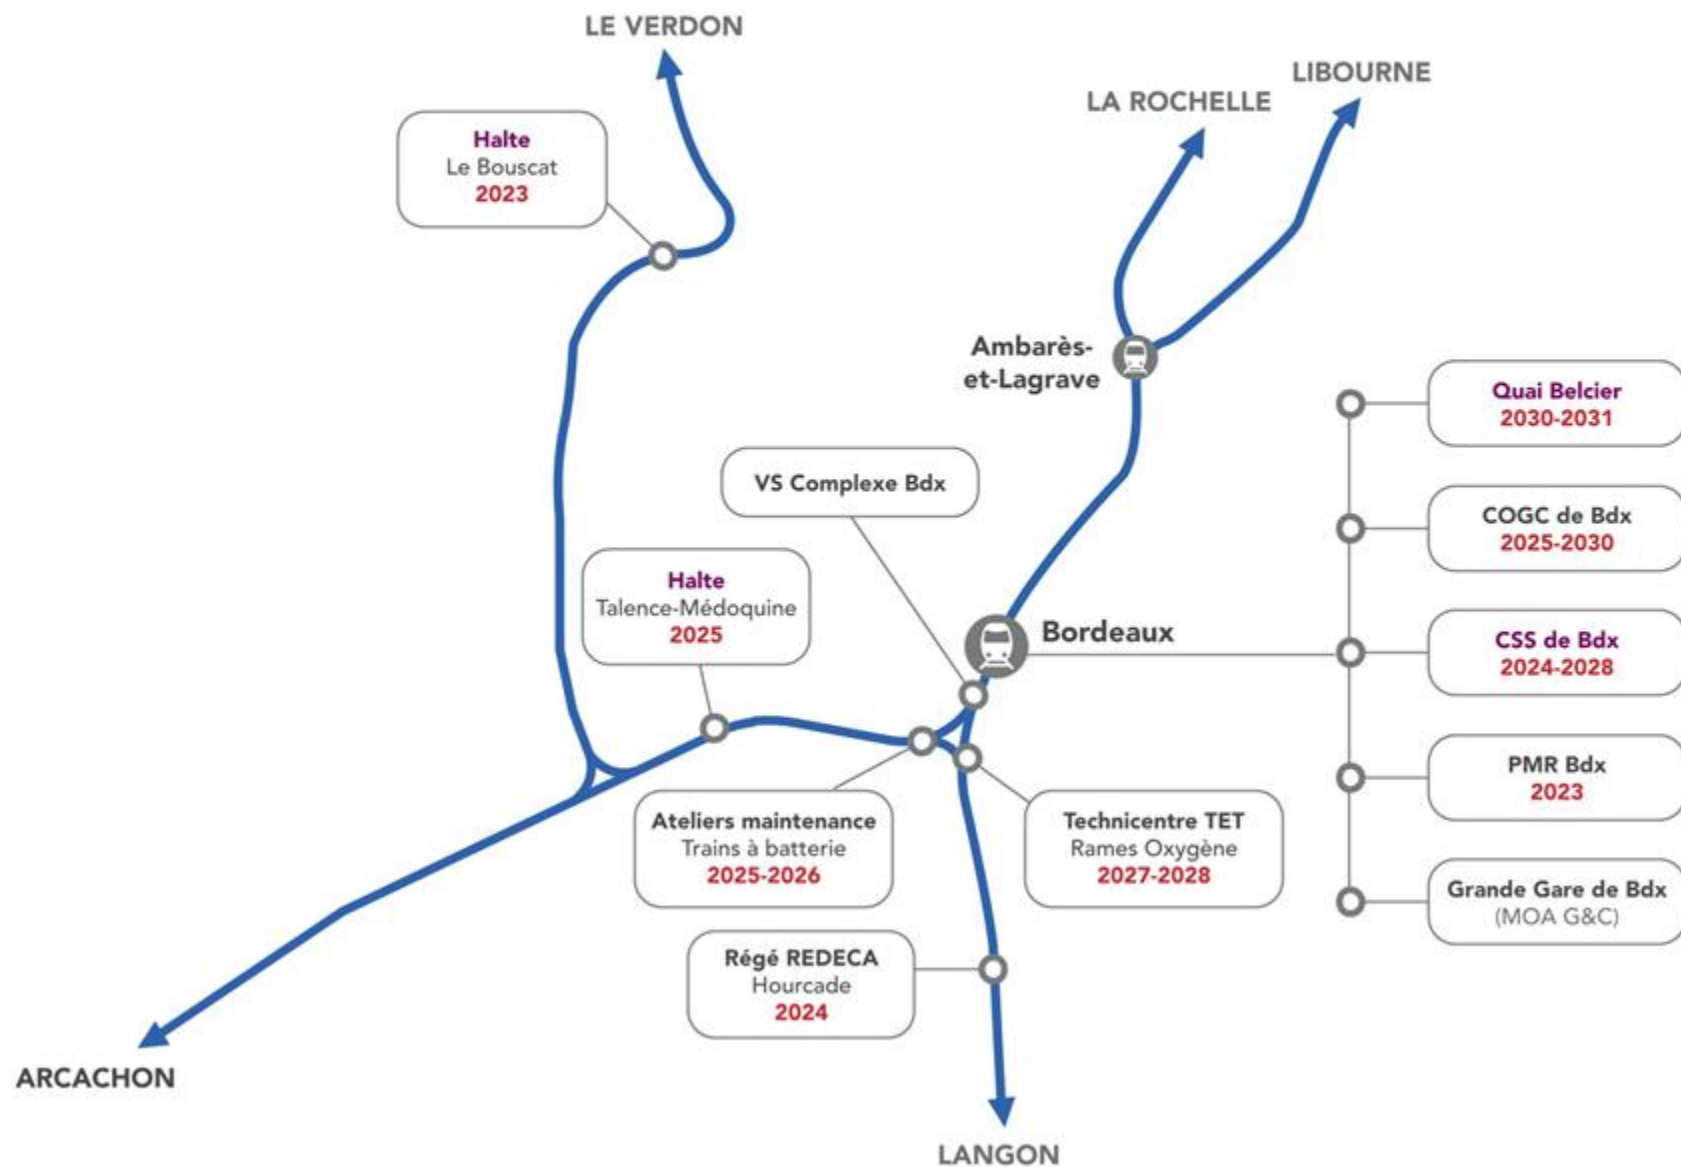 LE VERDON
LIBOURNE
LA ROCHELLE
Halte
Le Bouscat
2023
Ambarès-
et-Lagrave
Quai Belcier
2030-2031
VS Complexe Bdx
COGC de Bdx
2025-2030
Halte
Talence-Médoquine
2025
Bordeaux
CSS de Bdx
2024-2028
PMR Bdx
2023
Ateliers maintenance
Trains à batterie
2025-2026
Technicentre TET
Rames Oxygène
2027-2028
Grande Gare de Bdx
(MOA G&C)
Régé REDECA
Hourcade
2024
ARCACHON
LANGON